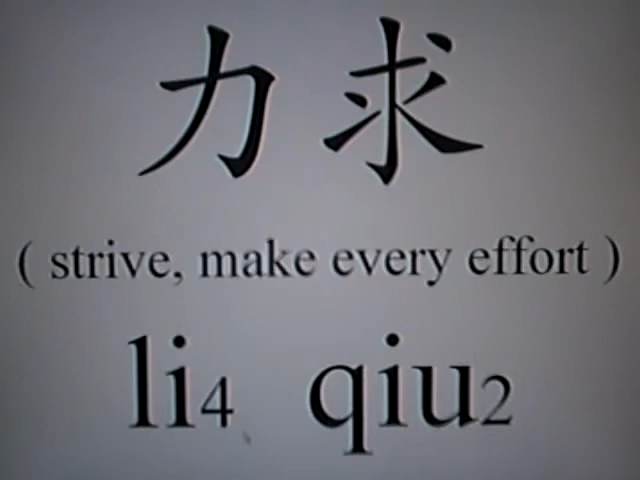 力求
( strive, make every effort )
li4 qiu2